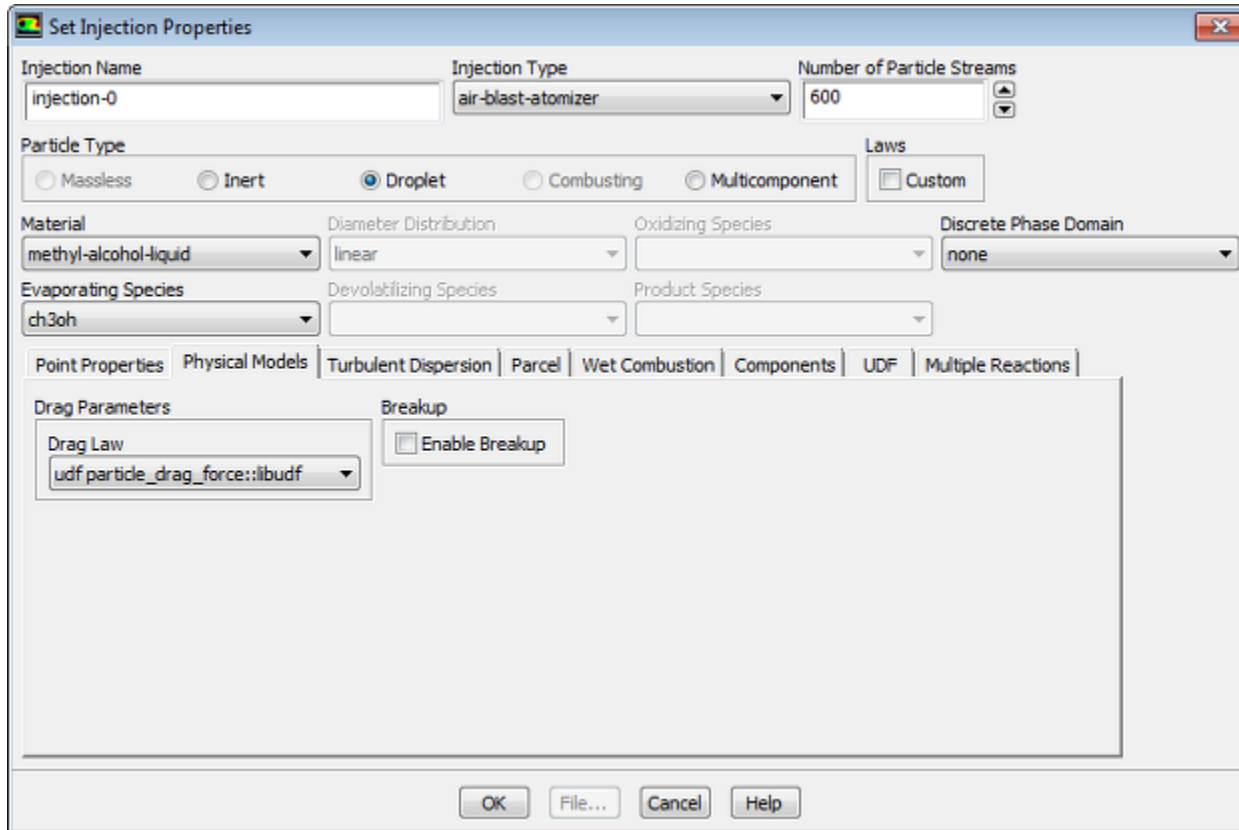 Set Injection Properties
Injection Name
Injection Type
Number of Particle Streams
injection-0
air-blast-atomizer
600
Particle Type
Laws
Massless
Inert
Droplet
Combusting
Multicomponent
Custom
Material
Diameter Distribution
Oxidizing Species
Discrete Phase Domain
methyl-alcohol-liquid
linear
none
Evaporating Species
Devolatilizing Species
Product Species
ch3oh
Point Properties
Physical Models
Turbulent Dispersion
Parcel
Wet Combustion
Components
UDF
Multiple Reactions
Drag Parameters
Breakup
Drag Law
Enable Breakup
udf particle_drag_force::libudf
OK
File...
Cancel
Help